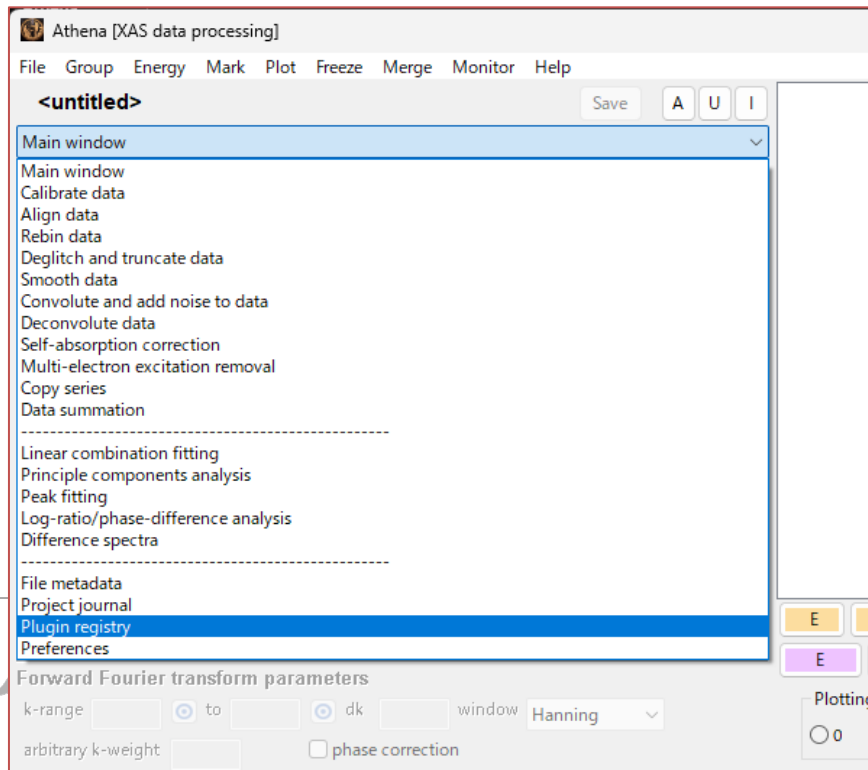 Athena [XAS data processing]
File Group Energy Mark Plot Freeze Merge Monitor Help
<untitled> Save A U I
Main window
Main window
Calibrate data
Align data
Rebin data
Deglitch and truncate data
Smooth data
Convolute and add noise to data
Deconvolute data
Self-absorption correction
Multi-electron excitation removal
Copy series
Data summation
---------------------------------------------------
Linear combination fitting
Principle components analysis
Peak fitting
Log-ratio/phase-difference analysis
Difference spectra
---------------------------------------------------
File metadata
Project journal
Plugin registry
Preferences
E
E
Forward Fourier transform parameters
k-range to dk window Hanning
arbitrary k-weight phase correction
Plotting
0